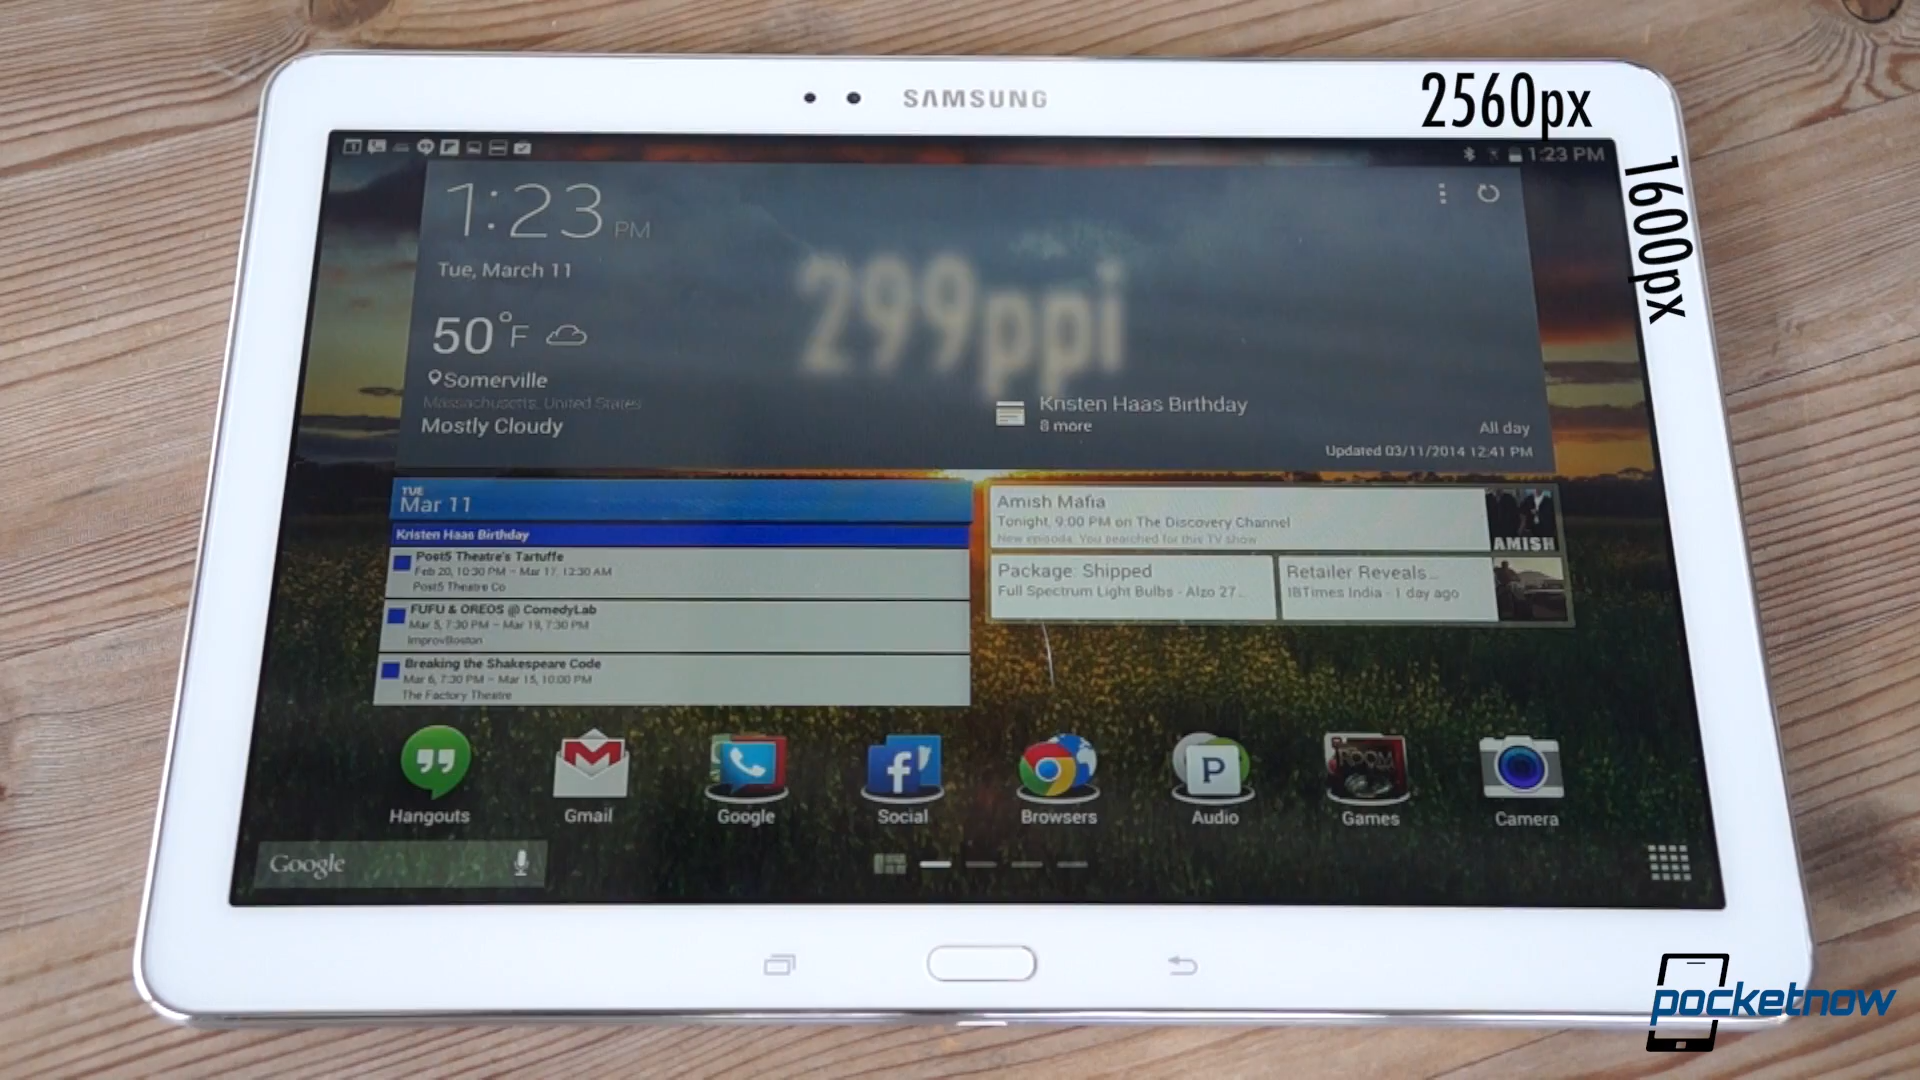 SAMSUNG
2560px
1600px
1:23 PM
1:23 PM
Tue, March 11
299ppi
50°F
Somerville
Massachusetts, United States
Mostly Cloudy
Kristen Haas Birthday
8 more
All day
Updated 03/11/2014 12:41 PM
TUE
Mar 11
Kristen Haas Birthday
Post5 Theatre's Tartuffe
Feb 20, 10:30 PM – Mar 17, 12:30 AM
Post5 Theatre Co
FUFU & OREOS @ ComedyLab
Mar 5, 7:30 PM – Mar 19, 7:30 PM
ImprovBoston
Breaking the Shakespeare Code
Mar 6, 7:30 PM – Mar 15, 10:00 PM
The Factory Theatre
Amish Mafia
Tonight, 9:00 PM on The Discovery Channel
New episode. You searched for this TV show
AMISH
Package: Shipped
Full Spectrum Light Bulbs - Alzo 27...
Retailer Reveals...
IBTimes India - 1 day ago
Hangouts
Gmail
Google
Social
Browsers
Audio
Games
Camera
Google
pocketnow